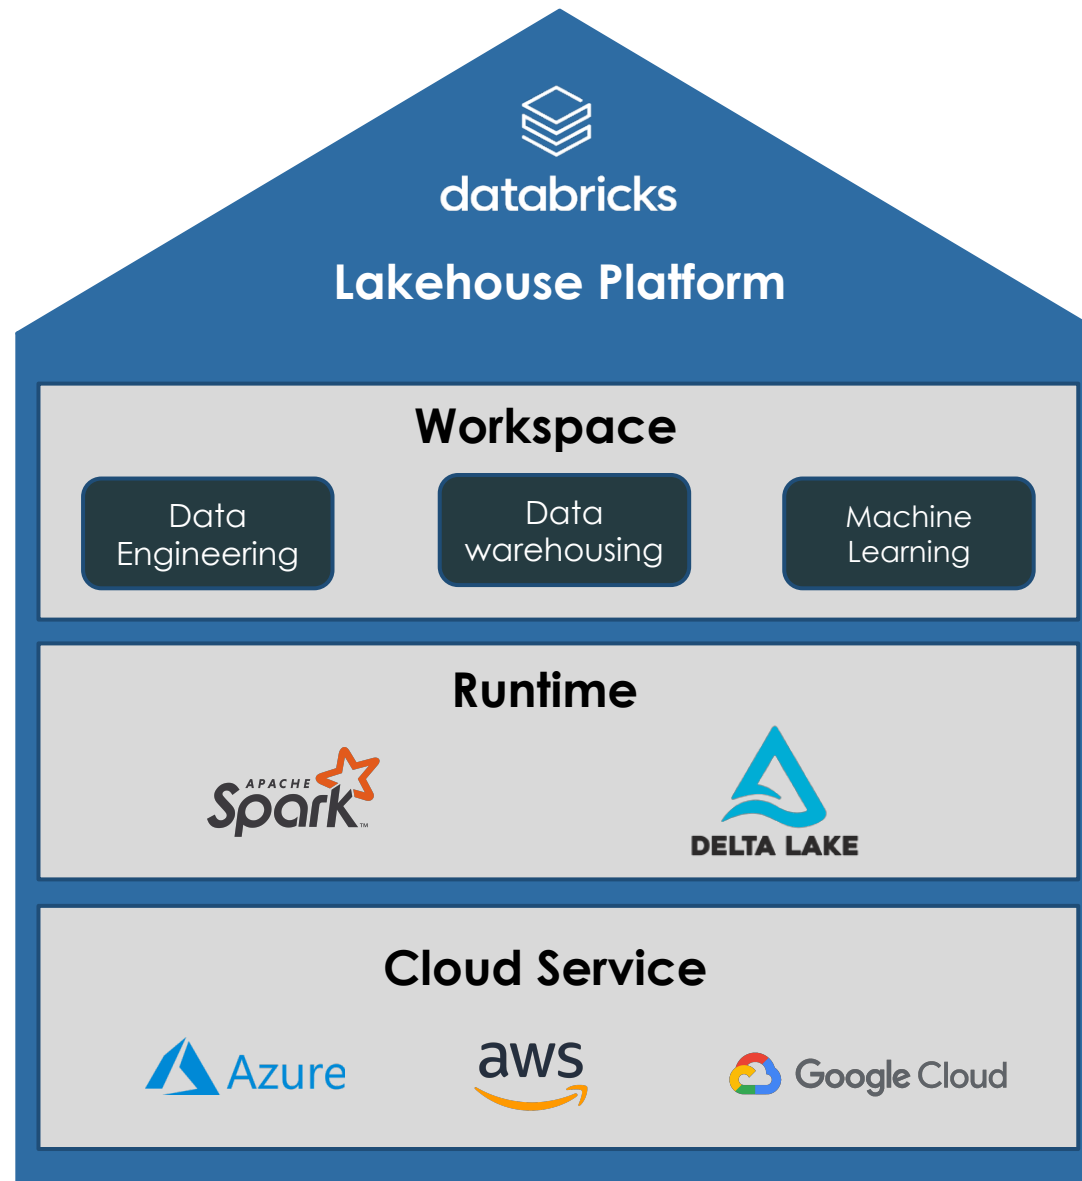 databricks
Lakehouse Platform
Workspace
Data
Engineering
Data
warehousing
Machine
Learning
Runtime
APACHE
Spark™
DELTA LAKE
Cloud Service
Azure
aws
Google Cloud